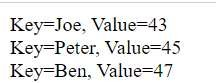 Key=Joe, Value=43
Key=Peter, Value=45
Key=Ben, Value=47